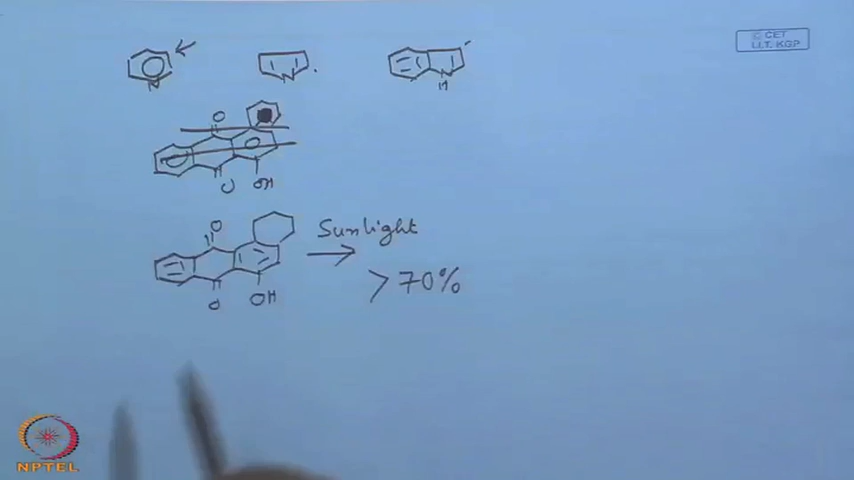 © CET
I.I.T. KGP
N
N
H
O
O
OH
O
Sunlight
>70%
O
OH
NPTEL